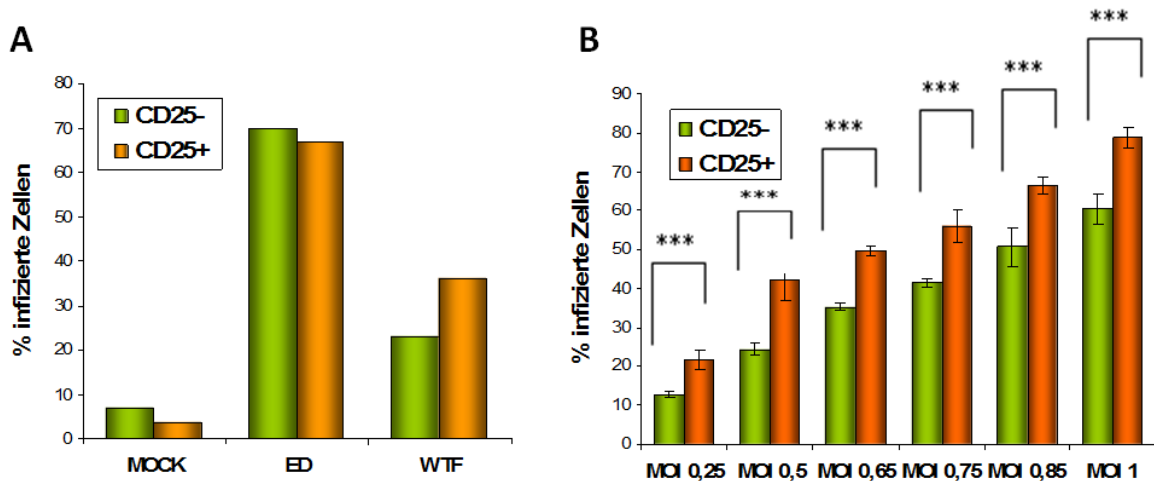 A
% infizierte Zellen
80
70
60
50
40
30
20
10
0
CD25-
CD25+
MOCK ED WTF
B
% infizierte Zellen
90
80
70
60
50
40
30
20
10
0
CD25-
CD25+
***
***
***
***
***
***
MOI 0,25 MOI 0,5 MOI 0,65 MOI 0,75 MOI 0,85 MOI 1